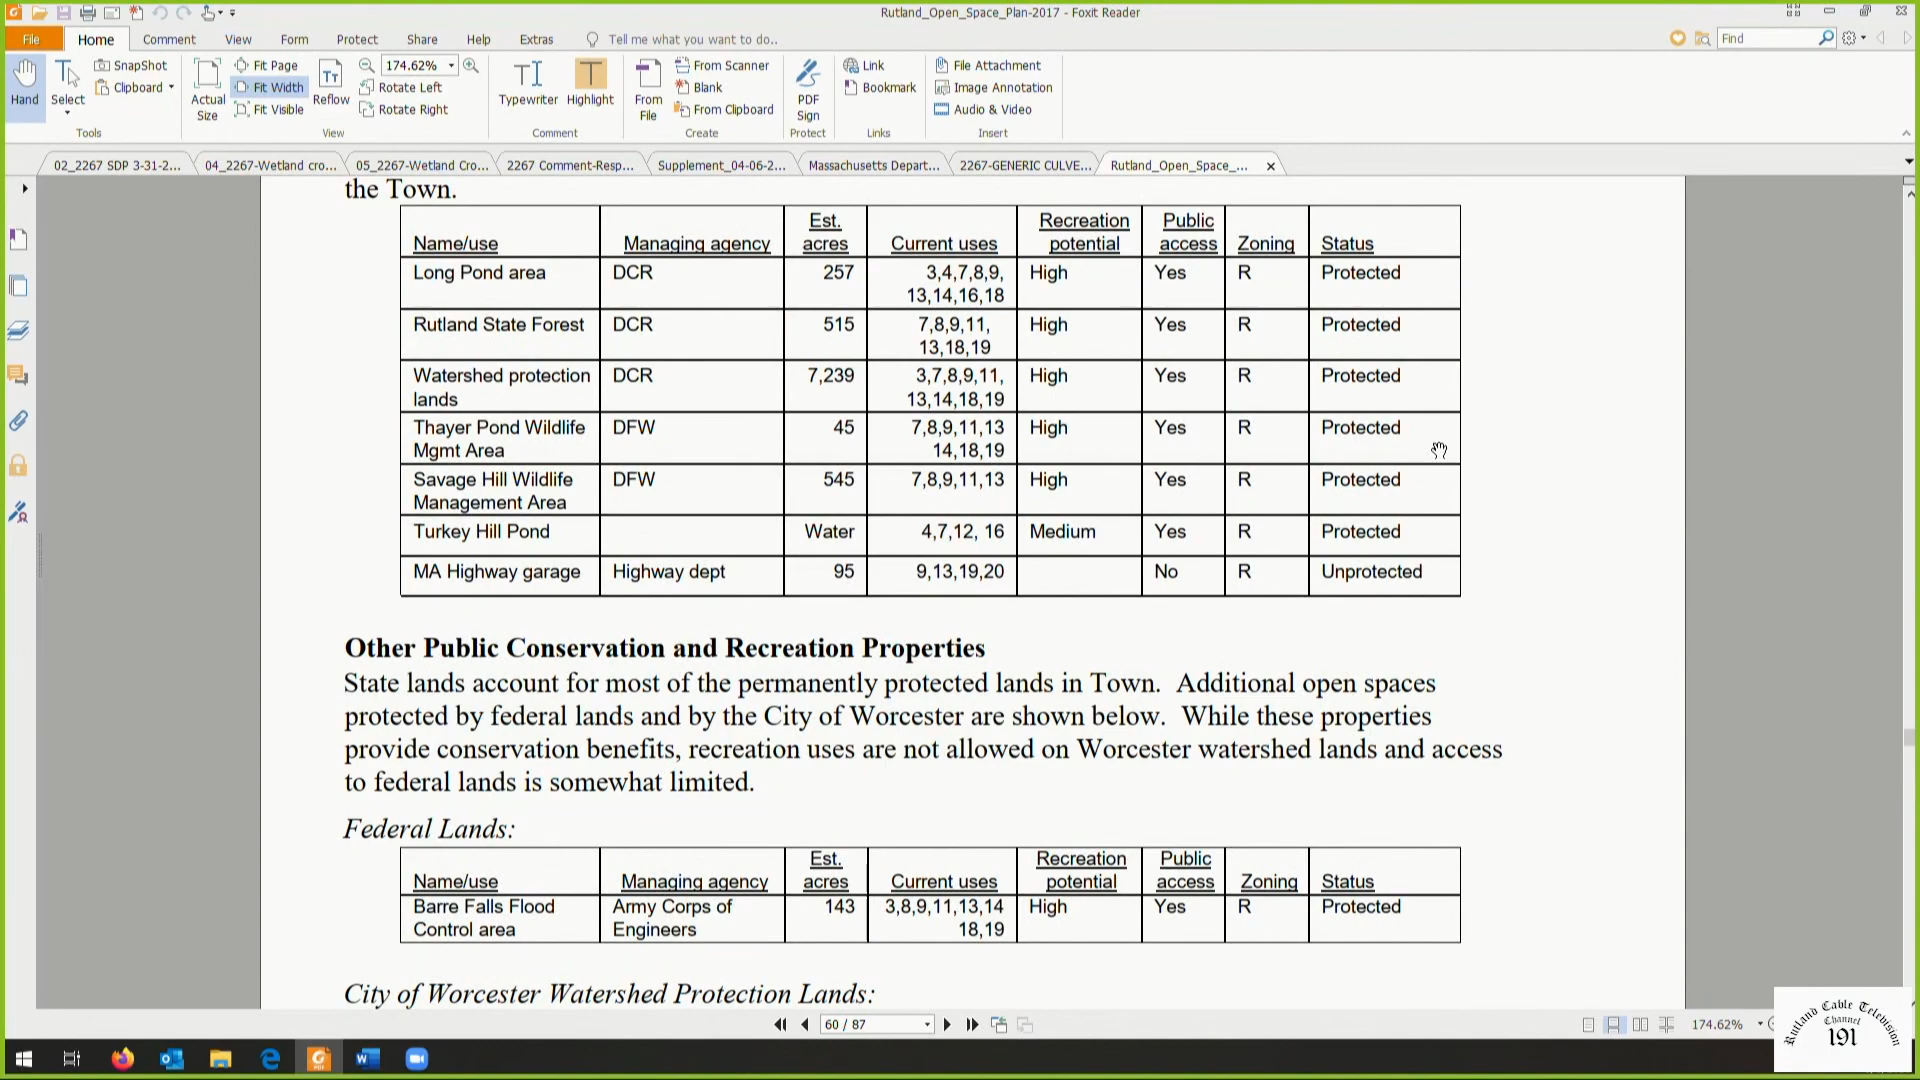 Rutland_Open_Space_Plan-2017 - Foxit Reader
File Home Comment View Form Protect Share Help Extras Tell me what you want to do.. Find
Hand
Select
SnapShot
Clipboard
Tools
Actual Size
Fit Page
Fit Width
Fit Visible
Reflow
174.62%
Rotate Left
Rotate Right
View
Typewriter
Highlight
Comment
From File
From Scanner
Blank
From Clipboard
Create
PDF Sign
Protect
Link
Bookmark
Links
File Attachment
Image Annotation
Audio & Video
Insert
02_2267 SDP 3-31-2... 04_2267-Wetland cro... 05_2267-Wetland Cro... 2267 Comment-Resp... Supplement_04-06-2... Massachusetts Depart... 2267-GENERIC CULVE... Rutland_Open_Space_...
the Town.
Name/use Managing agency Est. acres Current uses Recreation potential Public access Zoning Status
Long Pond area DCR 257 3,4,7,8,9, 13,14,16,18 High Yes R Protected
Rutland State Forest DCR 515 7,8,9,11, 13,18,19 High Yes R Protected
Watershed protection lands DCR 7,239 3,7,8,9,11, 13,14,18,19 High Yes R Protected
Thayer Pond Wildlife Mgmt Area DFW 45 7,8,9,11,13 14,18,19 High Yes R Protected
Savage Hill Wildlife Management Area DFW 545 7,8,9,11,13 High Yes R Protected
Turkey Hill Pond Water 4,7,12, 16 Medium Yes R Protected
MA Highway garage Highway dept 95 9,13,19,20 No R Unprotected
Other Public Conservation and Recreation Properties
State lands account for most of the permanently protected lands in Town. Additional open spaces
protected by federal lands and by the City of Worcester are shown below. While these properties
provide conservation benefits, recreation uses are not allowed on Worcester watershed lands and access
to federal lands is somewhat limited.
Federal Lands:
Name/use Managing agency Est. acres Current uses Recreation potential Public access Zoning Status
Barre Falls Flood Control area Army Corps of Engineers 143 3,8,9,11,13,14 18,19 High Yes R Protected
City of Worcester Watershed Protection Lands:
60 / 87
174.62%
Rutland Cable Television
Channel
191